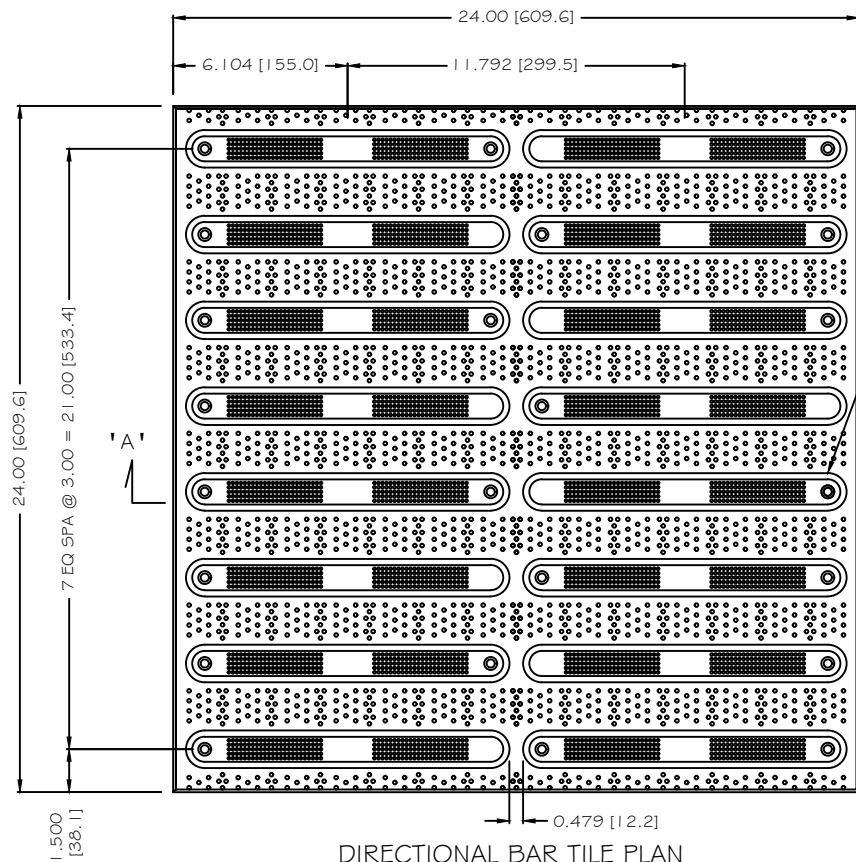 24.00 [609.6]
6.104 [155.0]
11.792 [299.5]
24.00 [609.6]
7 EQ SPA @ 3.00 = 21.00 [533.4]
'A'
1.500
[38.1]
0.479 [12.2]
DIRECTIONAL BAR TILE PLAN